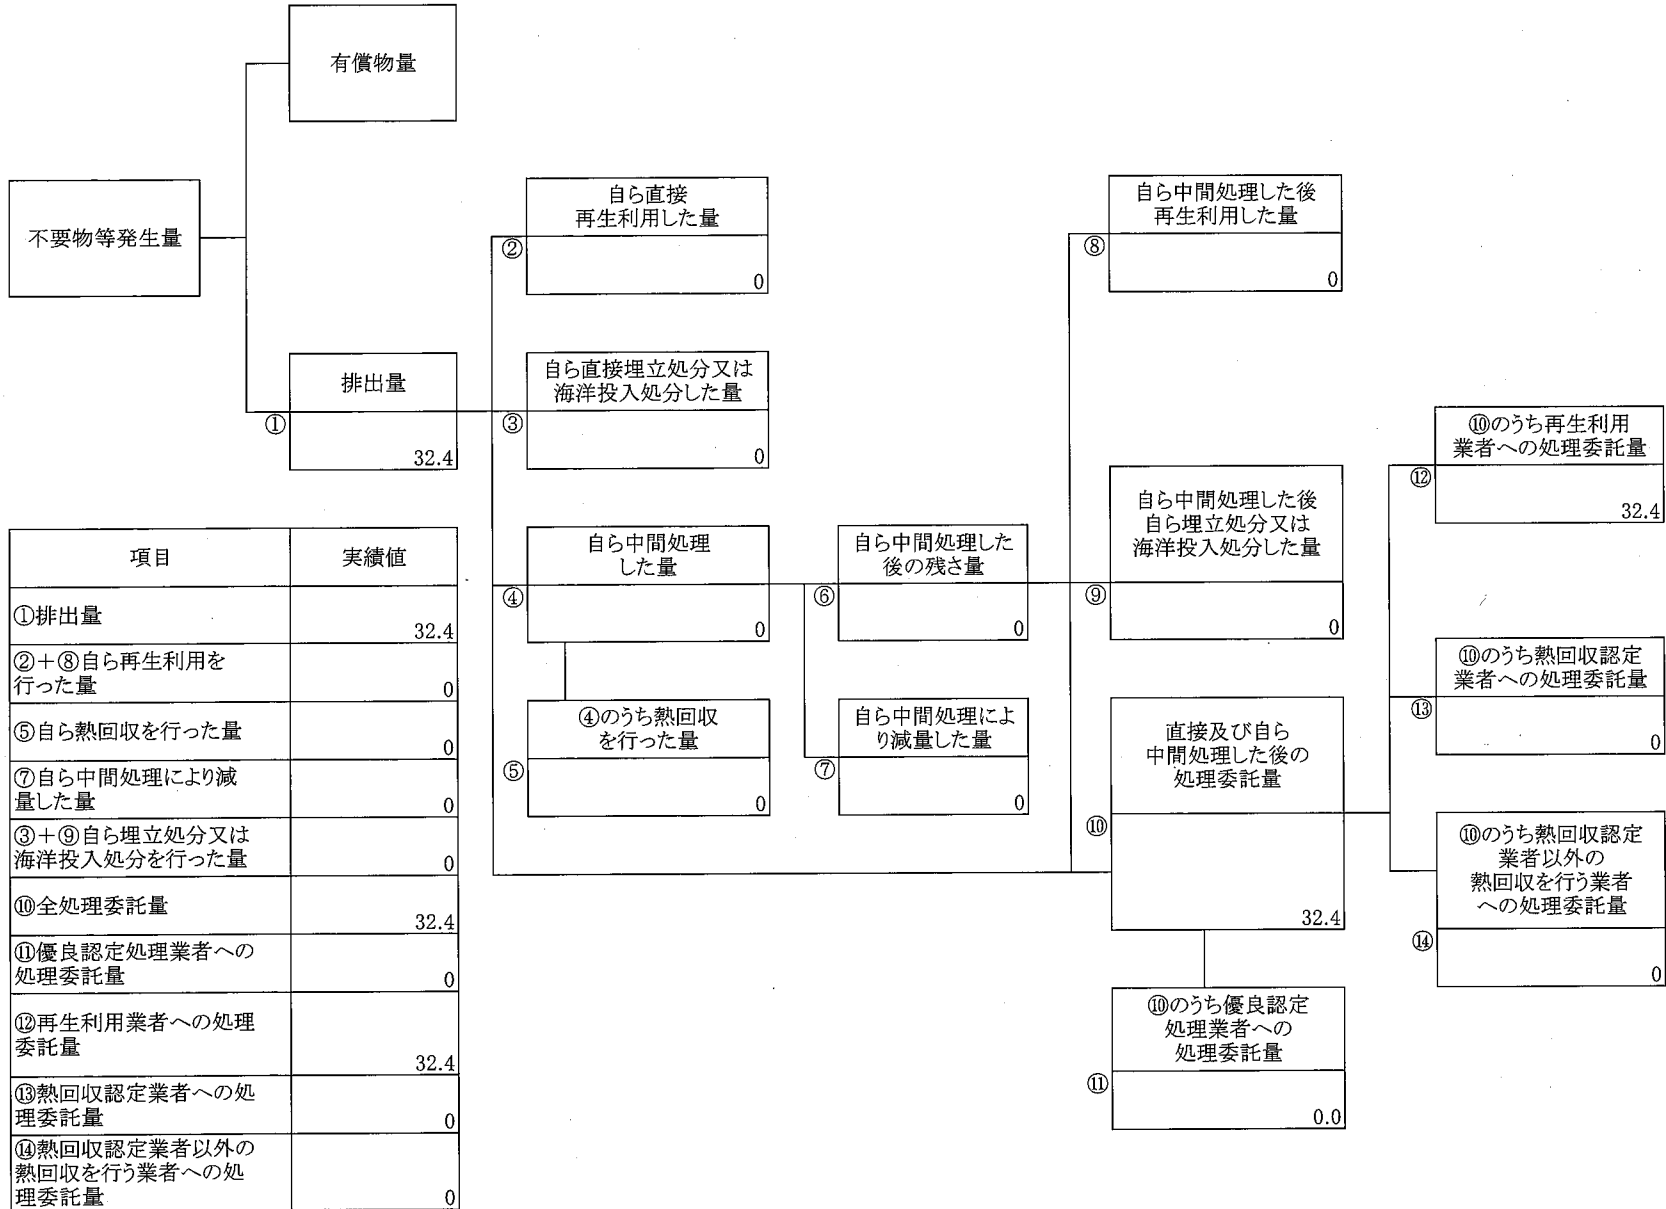 有償物量
不要物等発生量
排出量
①
32.4
自ら直接
再生利用した量
②
0
自ら直接埋立処分又は
海洋投入処分した量
③
0
自ら中間処理
した量
④
0
④のうち熱回収
を行った量
⑤
0
自ら中間処理した
後の残さ量
⑥
0
自ら中間処理によ
り減量した量
⑦
0
自ら中間処理した後
再生利用した量
⑧
0
自ら中間処理した後
自ら埋立処分又は
海洋投入処分した量
⑨
0
直接及び自ら
中間処理した後の
処理委託量
⑩
32.4
⑩のうち優良認定
処理業者への
処理委託量
⑪
0.0
⑩のうち再生利用
業者への処理委託量
⑫
32.4
⑩のうち熱回収認定
業者への処理委託量
⑬
0
⑩のうち熱回収認定
業者以外の
熱回収を行う業者
への処理委託量
⑭
0
項目 実績値
①排出量
32.4
②+⑧自ら再生利用を
行った量 0
⑤自ら熱回収を行った量 0
⑦自ら中間処理により減
量した量 0
③+⑨自ら埋立処分又は
海洋投入処分を行った量 0
⑩全処理委託量
32.4
⑪優良認定処理業者への
処理委託量 0
⑫再生利用業者への処理
委託量
32.4
⑬熱回収認定業者への処
理委託量 0
⑭熱回収認定業者以外の
熱回収を行う業者への処
理委託量 0